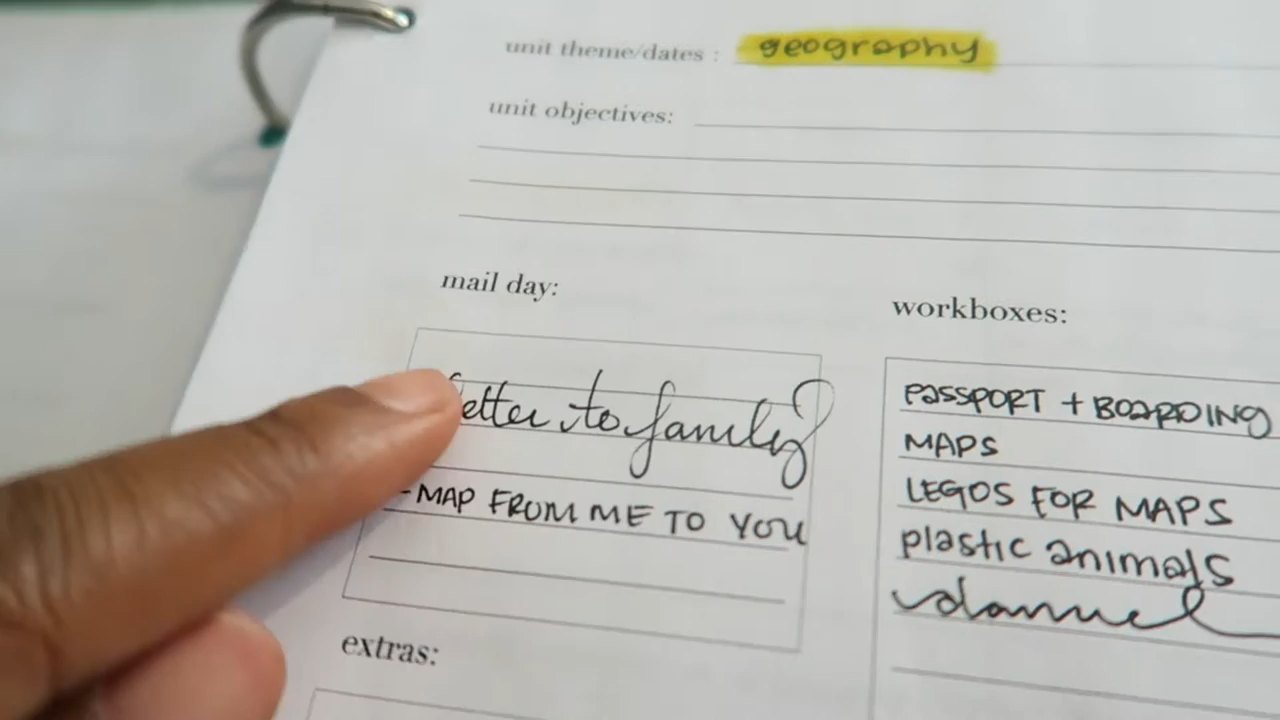 unit theme/dates : geography
unit objectives:
mail day:
letter to family
-MAP FROM ME TO YOU
extras:
workboxes:
PASSPORT + BOARDING
MAPS
LEGOS FOR MAPS
plastic animals